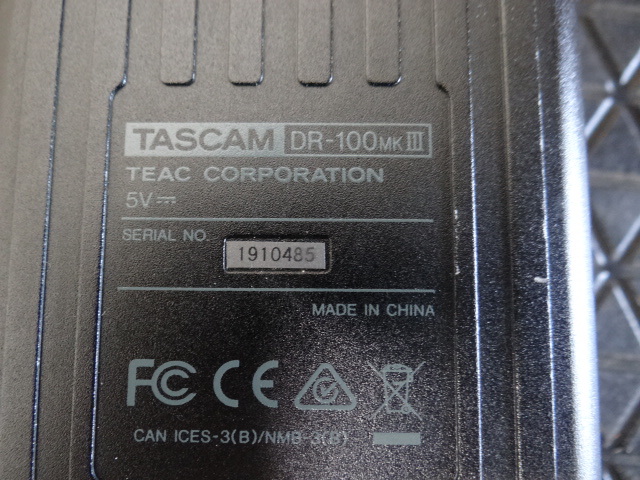 TASCAM DR-100MKIII
TEAC CORPORATION
5V
SERIAL NO. 1910485
MADE IN CHINA
FC CE
CAN ICES-3(B)/NMB-3(B)